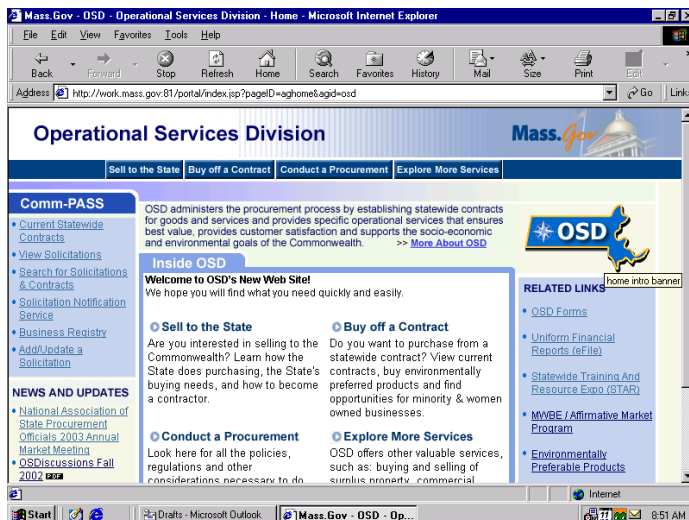 Mass.Gov - OSD - Operational Services Division - Home - Microsoft Internet Explorer
File Edit View Favorites Tools Help
Back Forward Stop Refresh Home Search Favorites History Mail Size Print Edit
Address http://work.mass.gov:81/portal/index.jsp?pageID=aghome&agid=osd Go Links
Operational Services Division
Mass.Gov
Sell to the State Buy off a Contract Conduct a Procurement Explore More Services
Comm-PASS
Current Statewide
Contracts
View Solicitations
Search for Solicitations
& Contracts
Solicitation Notification
Service
Business Registry
Add/Update a
Solicitation
NEWS AND UPDATES
National Association of
State Procurement
Officials 2003 Annual
Market Meeting
OSDiscussions Fall
2002 PDF
OSD administers the procurement process by establishing statewide contracts
for goods and services and provides specific operational services that ensures
best value, provides customer satisfaction and supports the socio-economic
and environmental goals of the Commonwealth. >> More About OSD
Inside OSD
Welcome to OSD's New Web Site!
We hope you will find what you need quickly and easily.
Sell to the State
Are you interested in selling to the
Commonwealth? Learn how the
State does purchasing, the State's
buying needs, and how to become
a contractor.
Buy off a Contract
Do you want to purchase from a
statewide contract? View current
contracts, buy environmentally
preferred products and find
opportunities for minority & women
owned businesses.
Conduct a Procurement
Look here for all the policies,
regulations and other
considerations necessary to do
Explore More Services
OSD offers other valuable services,
such as: buying and selling of
surplus property, commercial
OSD
home intro banner
RELATED LINKS
OSD Forms
Uniform Financial
Reports (eFile)
Statewide Training And
Resource Expo (STAR)
MWBE / Affirmative Market
Program
Environmentally
Preferable Products
Internet
Start Drafts - Microsoft Outlook Mass.Gov - OSD - Op... 8:51 AM